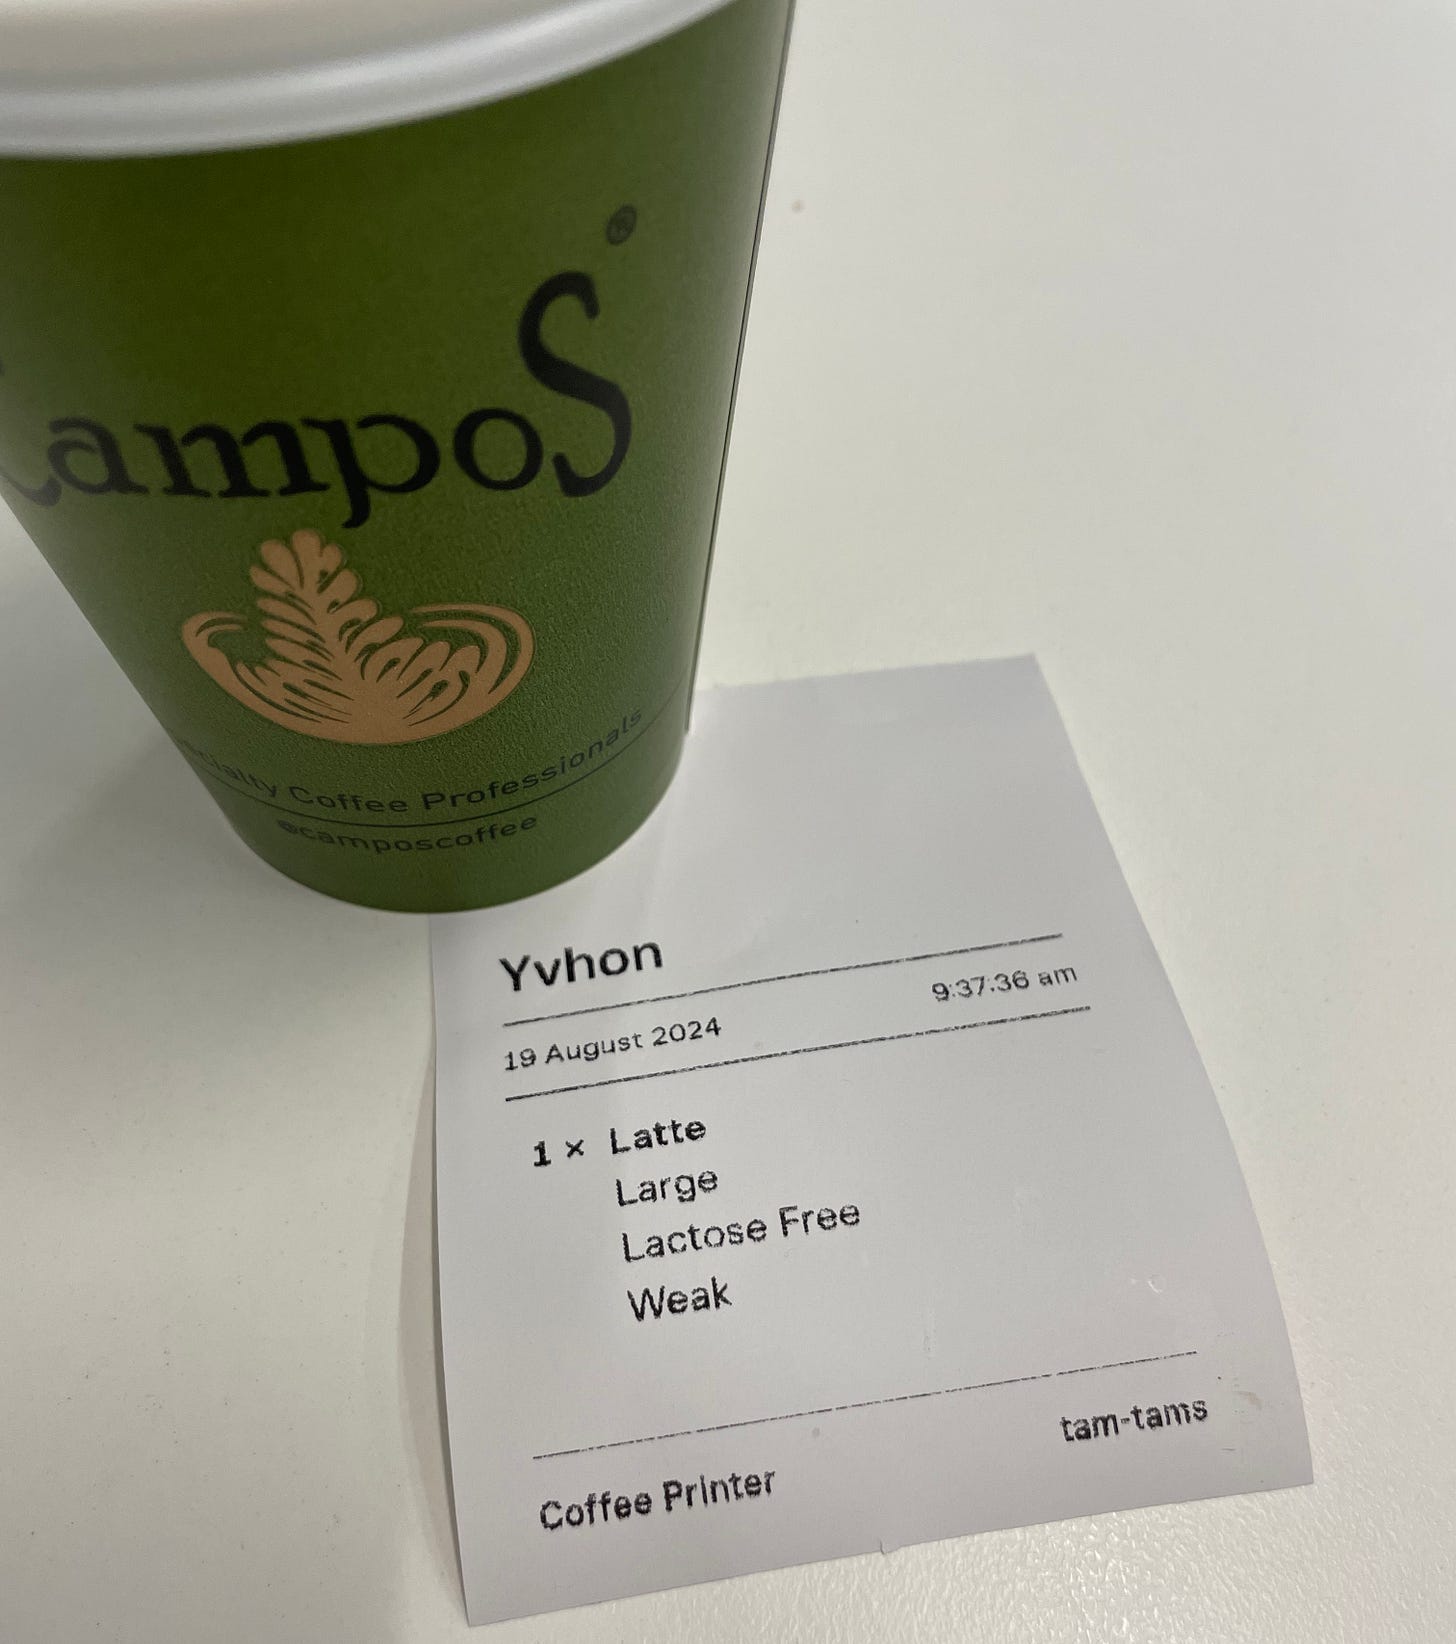 CampoS®
Specialty Coffee Professionals
@camposcoffee
Yvhon
19 August 2024 9:37:36 am
1 × Latte
Large
Lactose Free
Weak
tam-tams
Coffee Printer